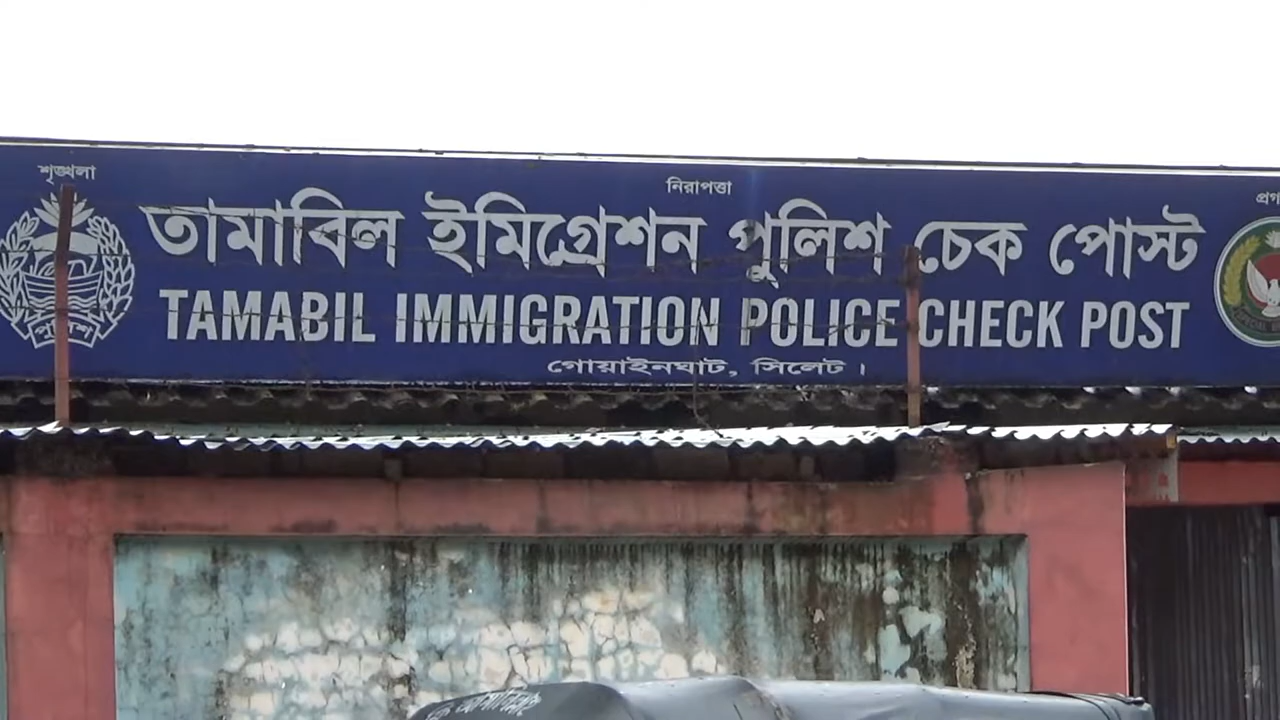 শৃঙ্খলা
নিরাপত্তা
তামাবিল ইমিগ্রেশন পুলিশ চেক পোস্ট
TAMABIL IMMIGRATION POLICE CHECK POST
গোয়াইনঘাট, সিলেট।
পুলিশ